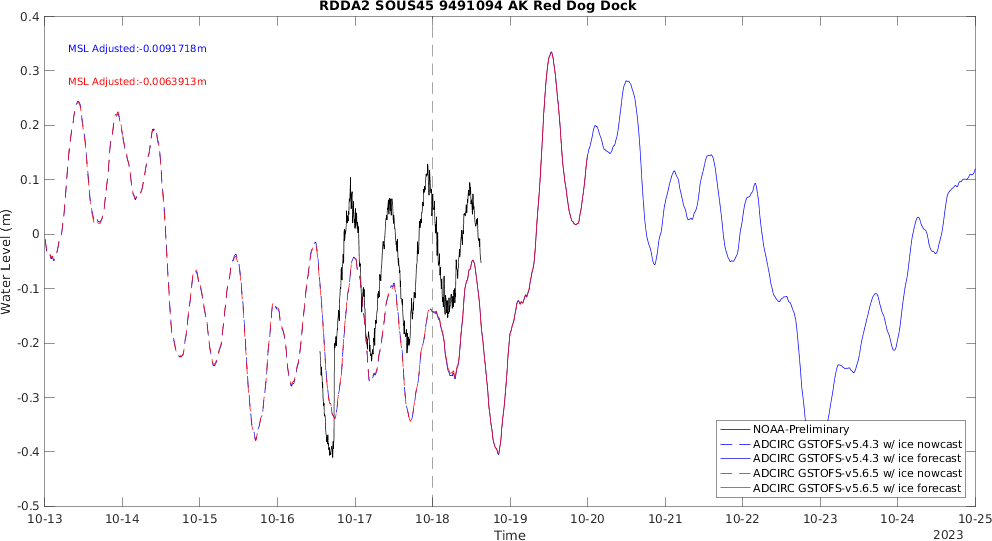 RDDA2 SOUS45 9491094 AK Red Dog Dock
0.4
MSL Adjusted:-0.0091718m
0.3
MSL Adjusted:-0.0063913m
0.2
0.1
0
Water Level (m)
-0.1
-0.2
-0.3
-0.4
-0.5
NOAA-Preliminary
ADCIRC GSTOFS-v5.4.3 w/ ice nowcast
ADCIRC GSTOFS-v5.4.3 w/ ice forecast
ADCIRC GSTOFS-v5.6.5 w/ ice nowcast
ADCIRC GSTOFS-v5.6.5 w/ ice forecast
10-13 10-14 10-15 10-16 10-17 10-18 10-19 10-20 10-21 10-22 10-23 10-24 10-25
Time
2023